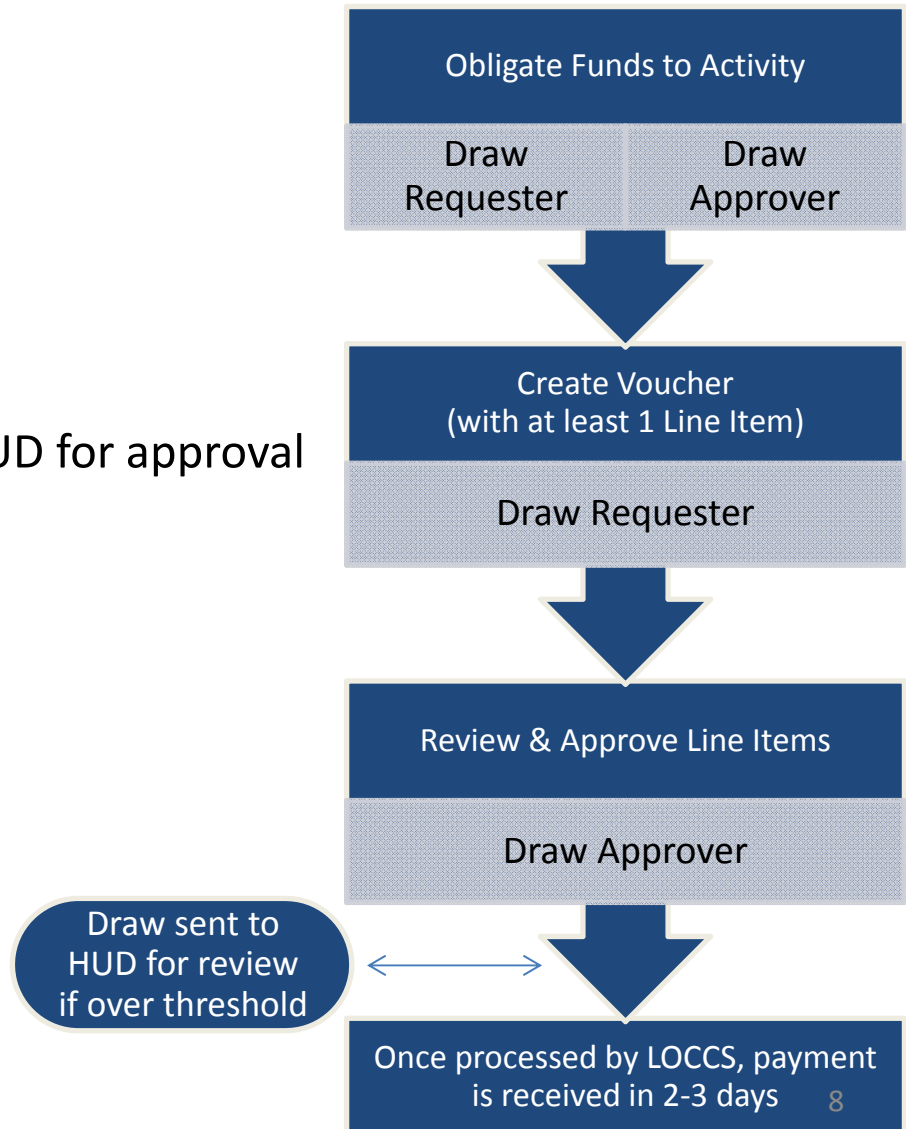 Obligate Funds to Activity
Draw
Requester
Draw
Approver
Create Voucher
(with at least 1 Line Item)
for approval
Draw Requester
Review & Approve Line Items
Draw Approver
Draw sent to
HUD for review
if over threshold
Once processed by LOCCS, payment
is received in 2-3 days
8